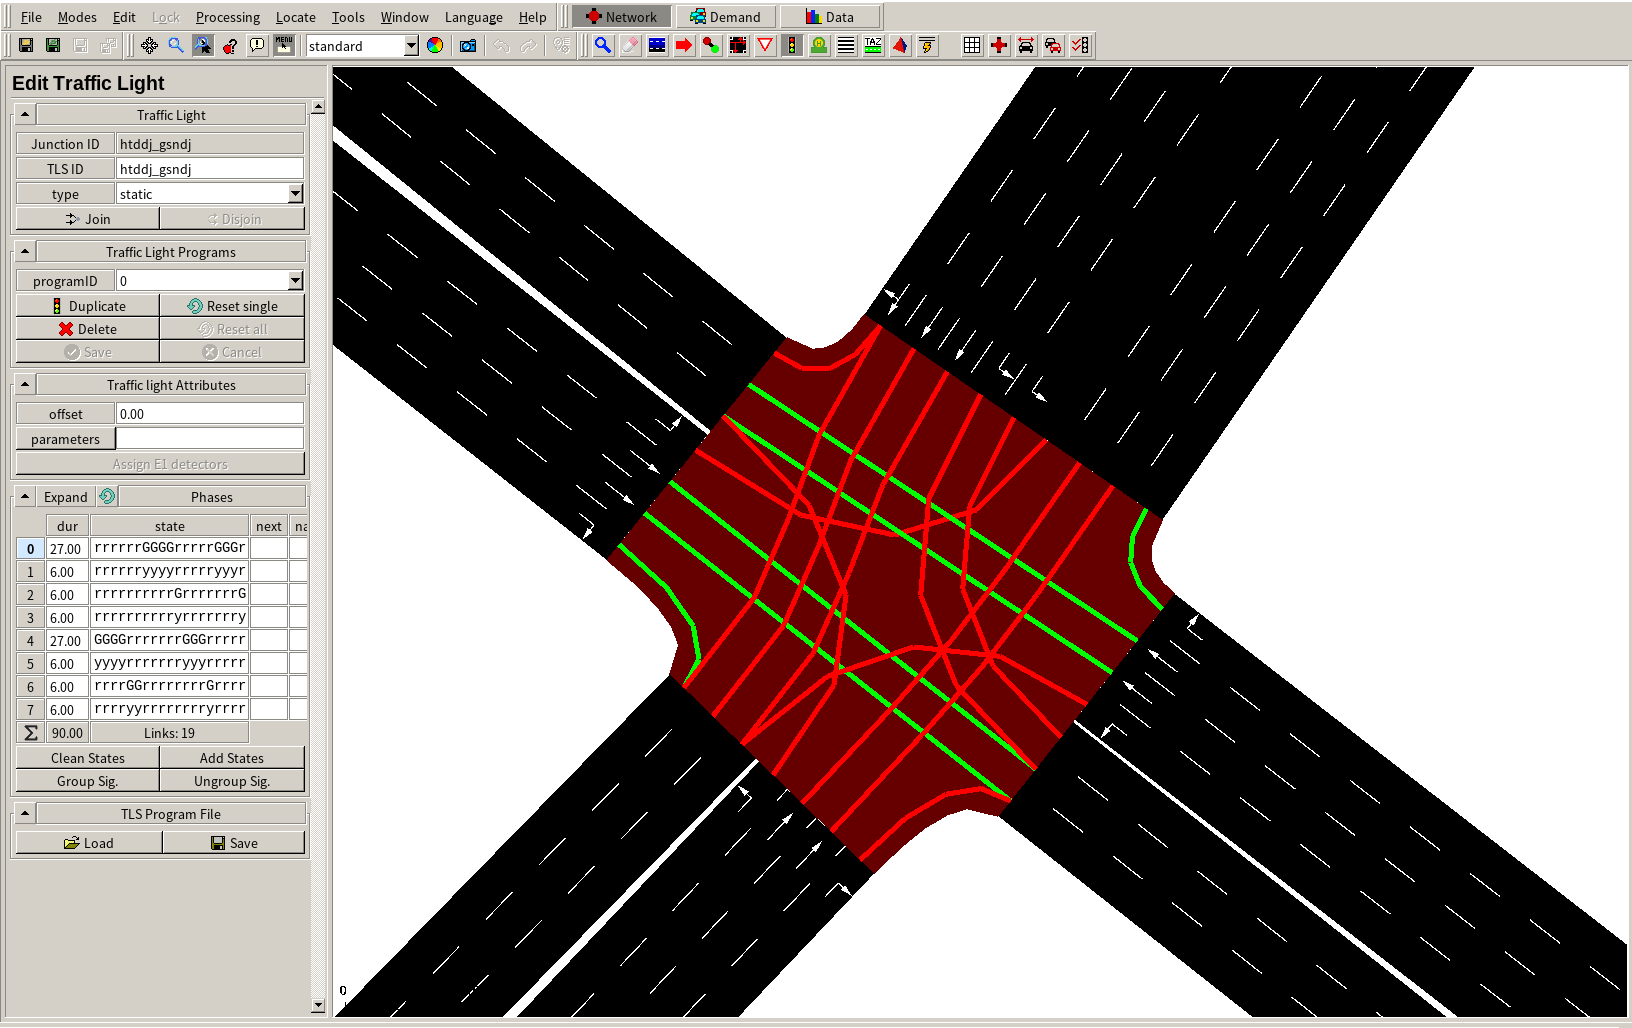 File Modes Edit Lock Processing Locate Tools Window Language Help Network Demand Data
MENU standard TAZ
Edit Traffic Light
Traffic Light
Junction ID htddj_gsndj
TLS ID htddj_gsndj
type static
Join Disjoin
Traffic Light Programs
programID 0
Duplicate Reset single
Delete Reset all
Save Cancel
Traffic light Attributes
offset 0.00
parameters
Assign E1 detectors
Expand Phases
dur state next na
0 27.00 rrrrrrGGGGrrrrrGGGr
1 6.00 rrrrrryyyyrrrrryyyr
2 6.00 rrrrrrrrrrGrrrrrrrG
3 6.00 rrrrrrrrrryrrrrrrry
4 27.00 GGGGrrrrrrrGGGrrrrr
5 6.00 yyyyrrrrrrryyyrrrrr
6 6.00 rrrrGGrrrrrrrrGrrrr
7 6.00 rrrryyrrrrrrrryrrrr
Σ 90.00 Links: 19
Clean States Add States
Group Sig. Ungroup Sig.
TLS Program File
Load Save
0